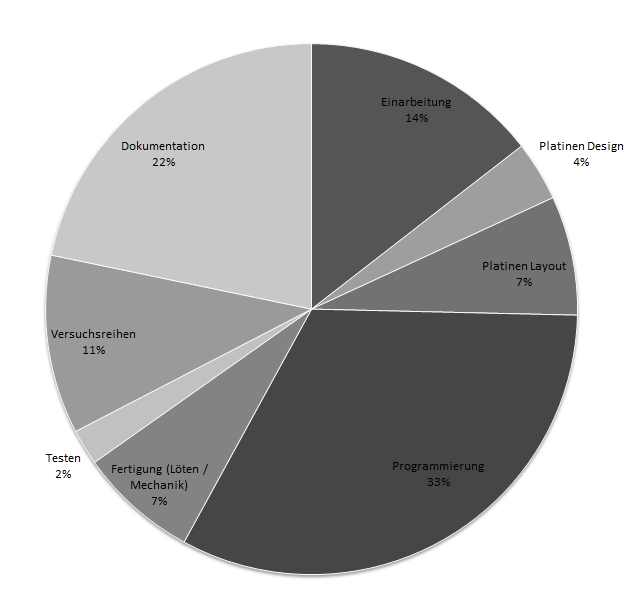 Einarbeitung
14%
Platinen Design
4%
Platinen Layout
7%
Programmierung
33%
Fertigung (Löten /
Mechanik)
7%
Testen
2%
Versuchsreihen
11%
Dokumentation
22%